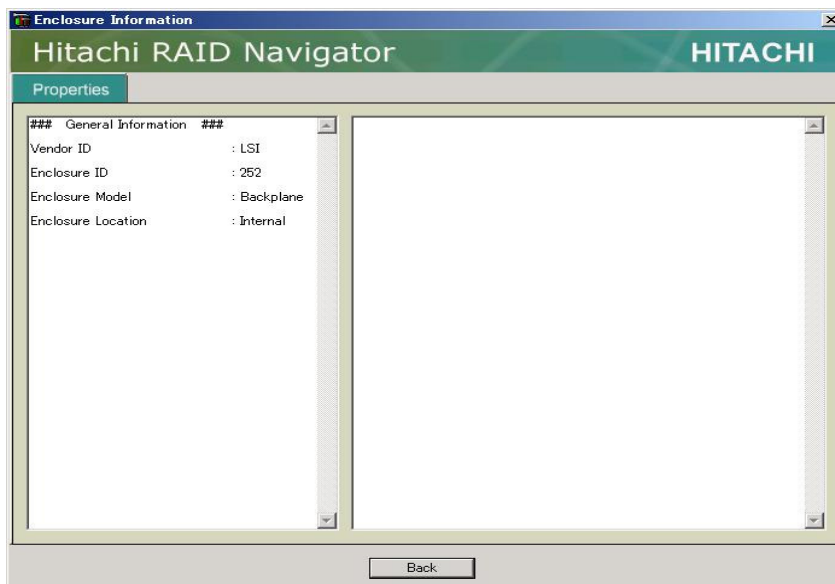 Enclosure Information
Hitachi RAID Navigator HITACHI
Properties
### General Information ###
Vendor ID : LSI
Enclosure ID : 252
Enclosure Model : Backplane
Enclosure Location : Internal
Back